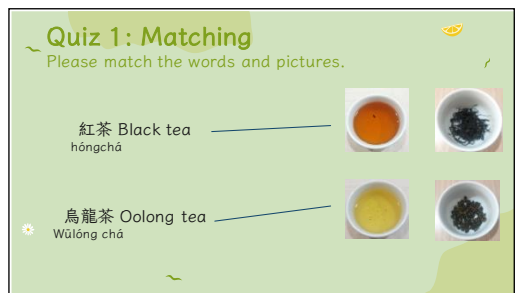 Quiz 1: Matching
Please match the words and pictures.
紅茶 Black tea
hóngchá
烏龍茶 Oolong tea
Wūlóng chá